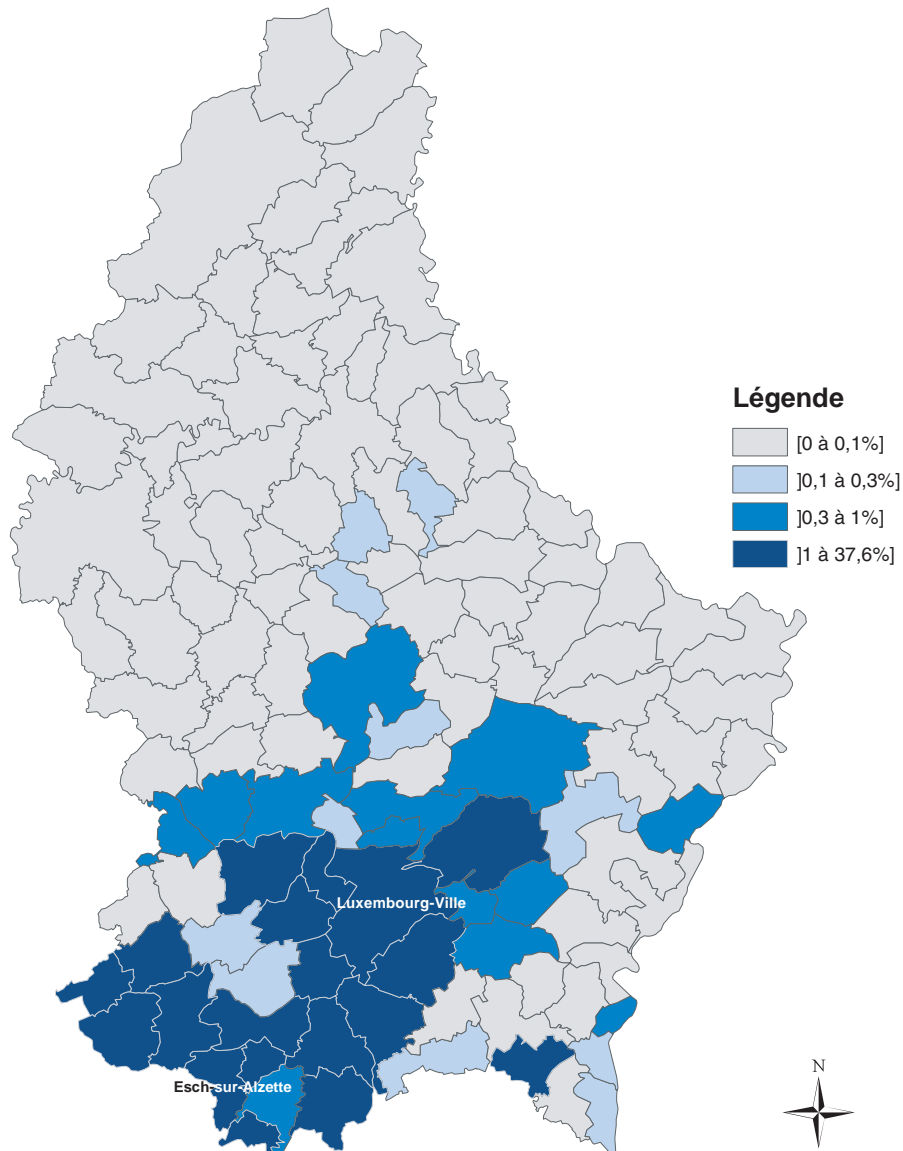 Légende
[0 à 0,1%]
]0,1 à 0,3%]
]0,3 à 1%]
]1 à 37,6%]
Luxembourg-Ville
Esch-sur-Alzette
N